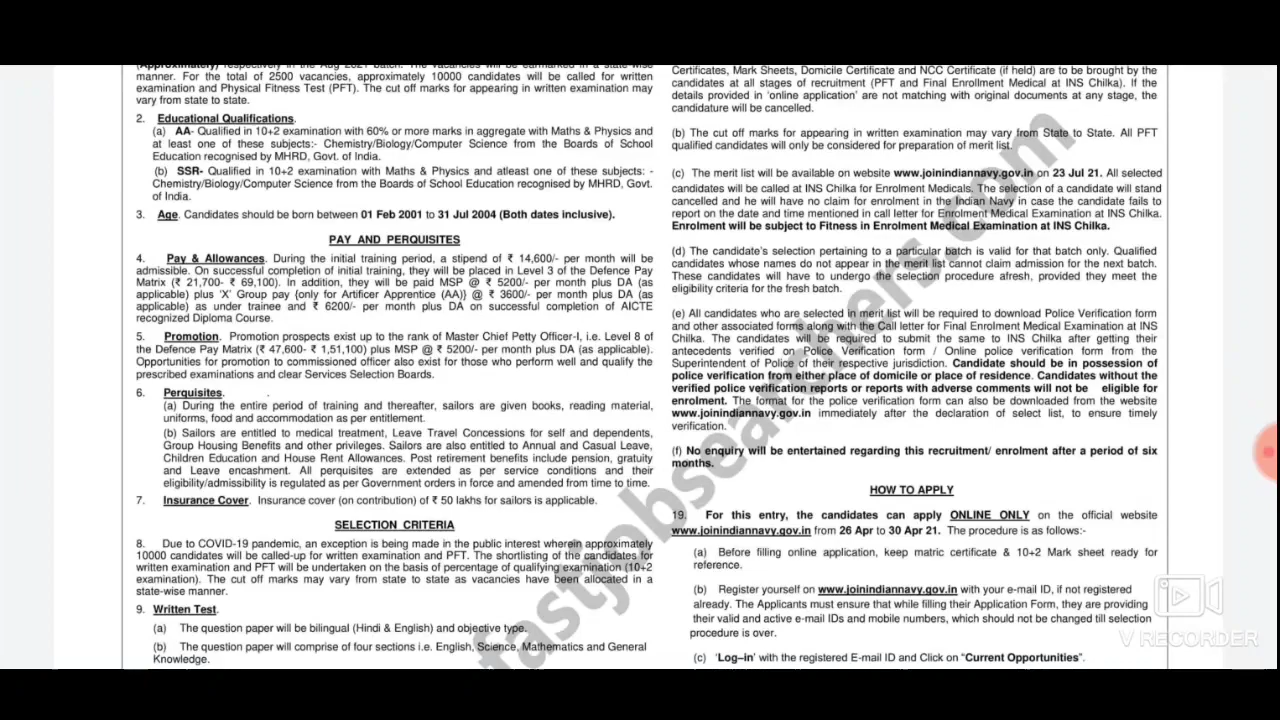 (Approximately) respectively in the Aug 2021 batch. The vacancies will be earmarked in a state-wise
manner. For the total of 2500 vacancies, approximately 10000 candidates will be called for written
examination and Physical Fitness Test (PFT). The cut off marks for appearing in written examination may
vary from state to state.
2. Educational Qualifications.
(a) AA- Qualified in 10+2 examination with 60% or more marks in aggregate with Maths & Physics and
at least one of these subjects:- Chemistry/Biology/Computer Science from the Boards of School
Education recognised by MHRD, Govt. of India.
(b) SSR- Qualified in 10+2 examination with Maths & Physics and atleast one of these subjects: -
Chemistry/Biology/Computer Science from the Boards of School Education recognised by MHRD, Govt.
of India.
3. Age. Candidates should be born between 01 Feb 2001 to 31 Jul 2004 (Both dates inclusive).
PAY AND PERQUISITES
4. Pay & Allowances. During the initial training period, a stipend of ₹ 14,600/- per month will be
admissible. On successful completion of initial training, they will be placed in Level 3 of the Defence Pay
Matrix (₹ 21,700- ₹ 69,100). In addition, they will be paid MSP @ ₹ 5200/- per month plus DA (as
applicable) plus 'X' Group pay {only for Artificer Apprentice (AA)} @ ₹ 3600/- per month plus DA (as
applicable) as under trainee and ₹ 6200/- per month plus DA on successful completion of AICTE
recognized Diploma Course.
5. Promotion. Promotion prospects exist up to the rank of Master Chief Petty Officer-I, i.e. Level 8 of
the Defence Pay Matrix (₹ 47,600- ₹ 1,51,100) plus MSP @ ₹ 5200/- per month plus DA (as applicable).
Opportunities for promotion to commissioned officer also exist for those who perform well and qualify the
prescribed examinations and clear Services Selection Boards.
6. Perquisites.
(a) During the entire period of training and thereafter, sailors are given books, reading material,
uniforms, food and accommodation as per entitlement.
(b) Sailors are entitled to medical treatment, Leave Travel Concessions for self and dependents,
Group Housing Benefits and other privileges. Sailors are also entitled to Annual and Casual Leave,
Children Education and House Rent Allowances. Post retirement benefits include pension, gratuity
and Leave encashment. All perquisites are extended as per service conditions and their
eligibility/admissibility is regulated as per Government orders in force and amended from time to time.
7. Insurance Cover. Insurance cover (on contribution) of ₹ 50 lakhs for sailors is applicable.
SELECTION CRITERIA
8. Due to COVID-19 pandemic, an exception is being made in the public interest wherein approximately
10000 candidates will be called-up for written examination and PFT. The shortlisting of the candidates for
written examination and PFT will be undertaken on the basis of percentage of qualifying examination (10+2
examination). The cut off marks may vary from state to state as vacancies have been allocated in a
state-wise manner.
9. Written Test.
(a) The question paper will be bilingual (Hindi & English) and objective type.
(b) The question paper will comprise of four sections i.e. English, Science, Mathematics and General
Knowledge.
Certificates, Mark Sheets, Domicile Certificate and NCC Certificate (if held) are to be brought by the
candidates at all stages of recruitment (PFT and Final Enrollment Medical at INS Chilka). If the
details provided in 'online application' are not matching with original documents at any stage, the
candidature will be cancelled.
(b) The cut off marks for appearing in written examination may vary from State to State. All PFT
qualified candidates will only be considered for preparation of merit list.
(c) The merit list will be available on website www.joinindiannavy.gov.in on 23 Jul 21. All selected
candidates will be called at INS Chilka for Enrolment Medicals. The selection of a candidate will stand
cancelled and he will have no claim for enrolment in the Indian Navy in case the candidate fails to
report on the date and time mentioned in call letter for Enrolment Medical Examination at INS Chilka.
Enrolment will be subject to Fitness in Enrolment Medical Examination at INS Chilka.
(d) The candidate's selection pertaining to a particular batch is valid for that batch only. Qualified
candidates whose names do not appear in the merit list cannot claim admission for the next batch.
These candidates will have to undergo the selection procedure afresh, provided they meet the
eligibility criteria for the fresh batch.
(e) All candidates who are selected in merit list will be required to download Police Verification form
and other associated forms along with the Call letter for Final Enrolment Medical Examination at INS
Chilka. The candidates will be required to submit the same to INS Chilka after getting their
antecedents verified on Police Verification form / Online police verification form from the
Superintendent of Police of their respective jurisdiction. Candidate should be in possession of
police verification from either place of domicile or place of residence. Candidates without the
verified police verification reports or reports with adverse comments will not be eligible for
enrolment. The format for the police verification form can also be downloaded from the website
www.joinindiannavy.gov.in immediately after the declaration of select list, to ensure timely
verification.
(f) No enquiry will be entertained regarding this recruitment/ enrolment after a period of six
months.
HOW TO APPLY
19. For this entry, the candidates can apply ONLINE ONLY on the official website
www.joinindiannavy.gov.in from 26 Apr to 30 Apr 21. The procedure is as follows:-
(a) Before filling online application, keep matric certificate & 10+2 Mark sheet ready for
reference.
(b) Register yourself on www.joinindiannavy.gov.in with your e-mail ID, if not registered
already. The Applicants must ensure that while filling their Application Form, they are providing
their valid and active e-mail IDs and mobile numbers, which should not be changed till selection
procedure is over.
(c) 'Log–in' with the registered E-mail ID and Click on "Current Opportunities".
fastjobsearchers.com
V RECORDER